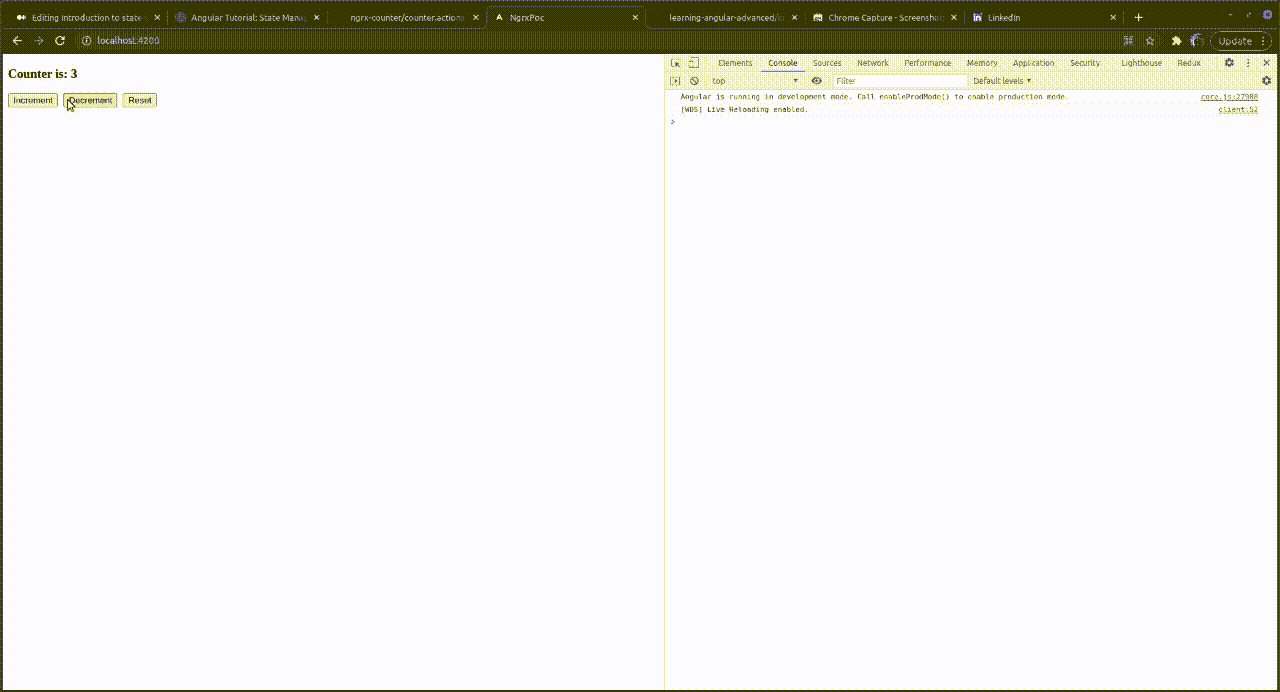 Editing Introduction to state
Angular Tutorial: State Mana
ngrx-counter/counter.actions
NgrxPoc
learning-angular-advanced/c
Chrome Capture - Screenshot
LinkedIn
localhost:4200
Update
Counter is: 3
Increment Decrement Reset
Elements Console Sources Network Performance Memory Application Security Lighthouse Redux
top Filter Default levels
Angular is running in development mode. Call enableProdMode() to enable production mode. core.js:27988
[WDS] Live Reloading enabled. client:52